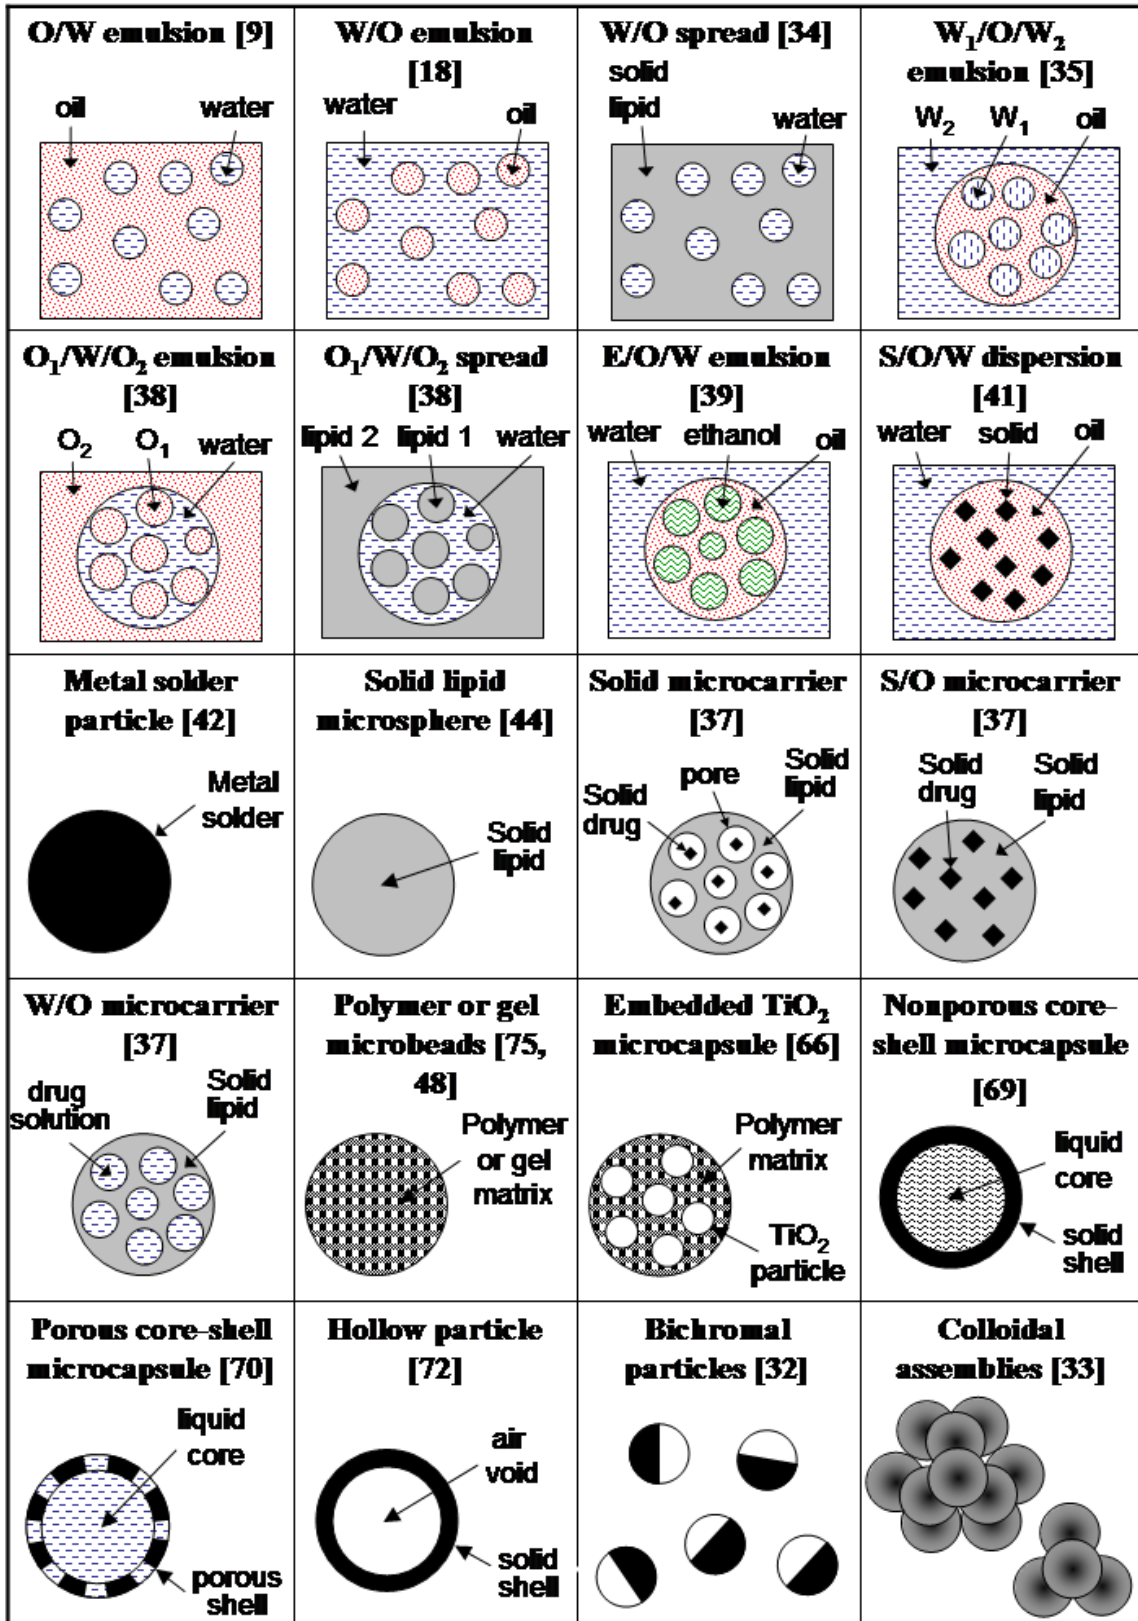 O/W emulsion [9]
oil
water
W/O emulsion
[18]
water
oil
W/O spread [34]
solid
lipid
water
W₁/O/W₂
emulsion [35]
W₂
W₁
oil
O₁/W/O₂ emulsion
[38]
O₂
O₁
water
O₁/W/O₂ spread
[38]
lipid 2
lipid 1
water
E/O/W emulsion
[39]
water
ethanol
oil
S/O/W dispersion
[41]
water
solid
oil
Metal solder
particle [42]
Metal
solder
Solid lipid
microsphere [44]
Solid
lipid
Solid microcarrier
[37]
Solid
drug
pore
Solid
lipid
S/O microcarrier
[37]
Solid
drug
Solid
lipid
W/O microcarrier
[37]
drug
solution
Solid
lipid
Polymer or gel
microbeads [75,
48]
Polymer
or gel
matrix
Embedded TiO₂
microcapsule [66]
Polymer
matrix
TiO₂
particle
Nonporous core-
shell microcapsule
[69]
liquid
core
solid
shell
Porous core-shell
microcapsule [70]
liquid
core
porous
shell
Hollow particle
[72]
air
void
solid
shell
Bichromal
particles [32]
Colloidal
assemblies [33]